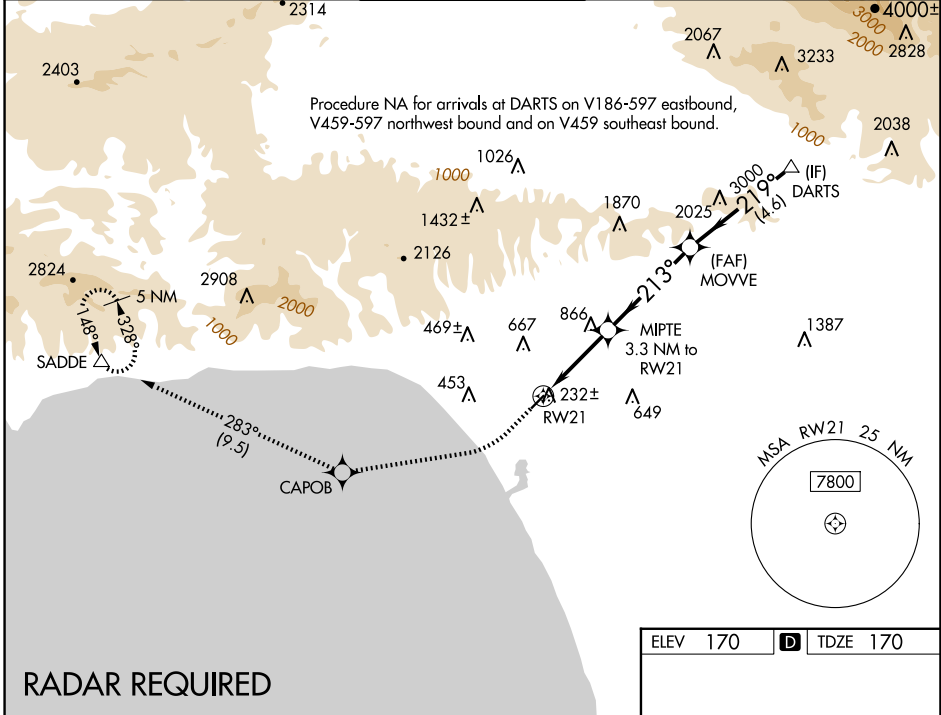 2314
4000±
3000
2000
2828
2067
3233
2403
Procedure NA for arrivals at DARTS on V186-597 eastbound,
V459-597 northwest bound and on V459 southeast bound.
1000
2038
1026
1000
3000
219°
(4.6)
(IF)
DARTS
1432±
1870
2025
2126
(FAF)
MOVVE
213°
2824
2908
2000
1000
5 NM
148°
328°
SADDE
469±
667
866
MIPTE
3.3 NM to
RW21
1387
453
232±
RW21
649
283°
(9.5)
CAPOB
MSA RW21 25 NM
7800
ELEV 170 D TDZE 170
RADAR REQUIRED